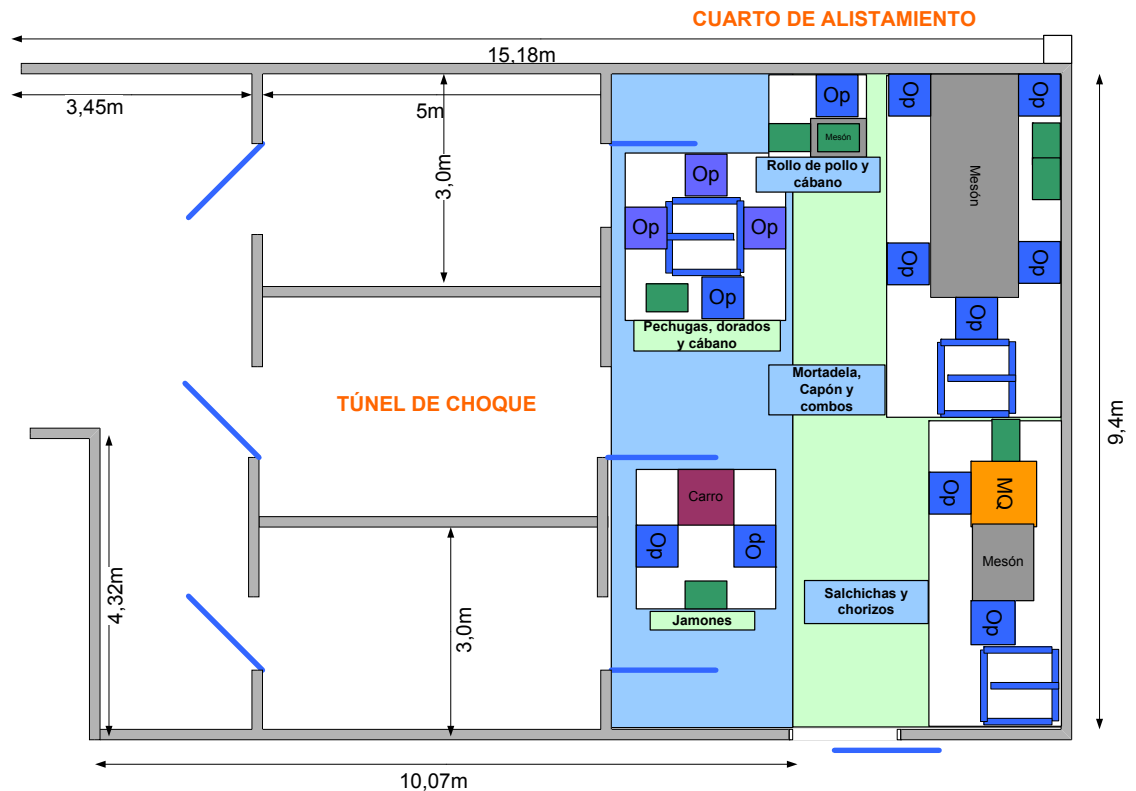 CUARTO DE ALISTAMIENTO
15,18m
3,45m
5m
3,0m
Op
Mesón
Rollo de pollo y
cábano
Op
Op
Mesón
Op
Op
Op
Op
Op
Op
Op
Pechugas, dorados
y cábano
Mortadela,
Capón y
combos
TÚNEL DE CHOQUE
9,4m
4,32m
3,0m
Carro
Op
Op
Jamones
Op
MQ
Mesón
Salchichas y
chorizos
Op
10,07m